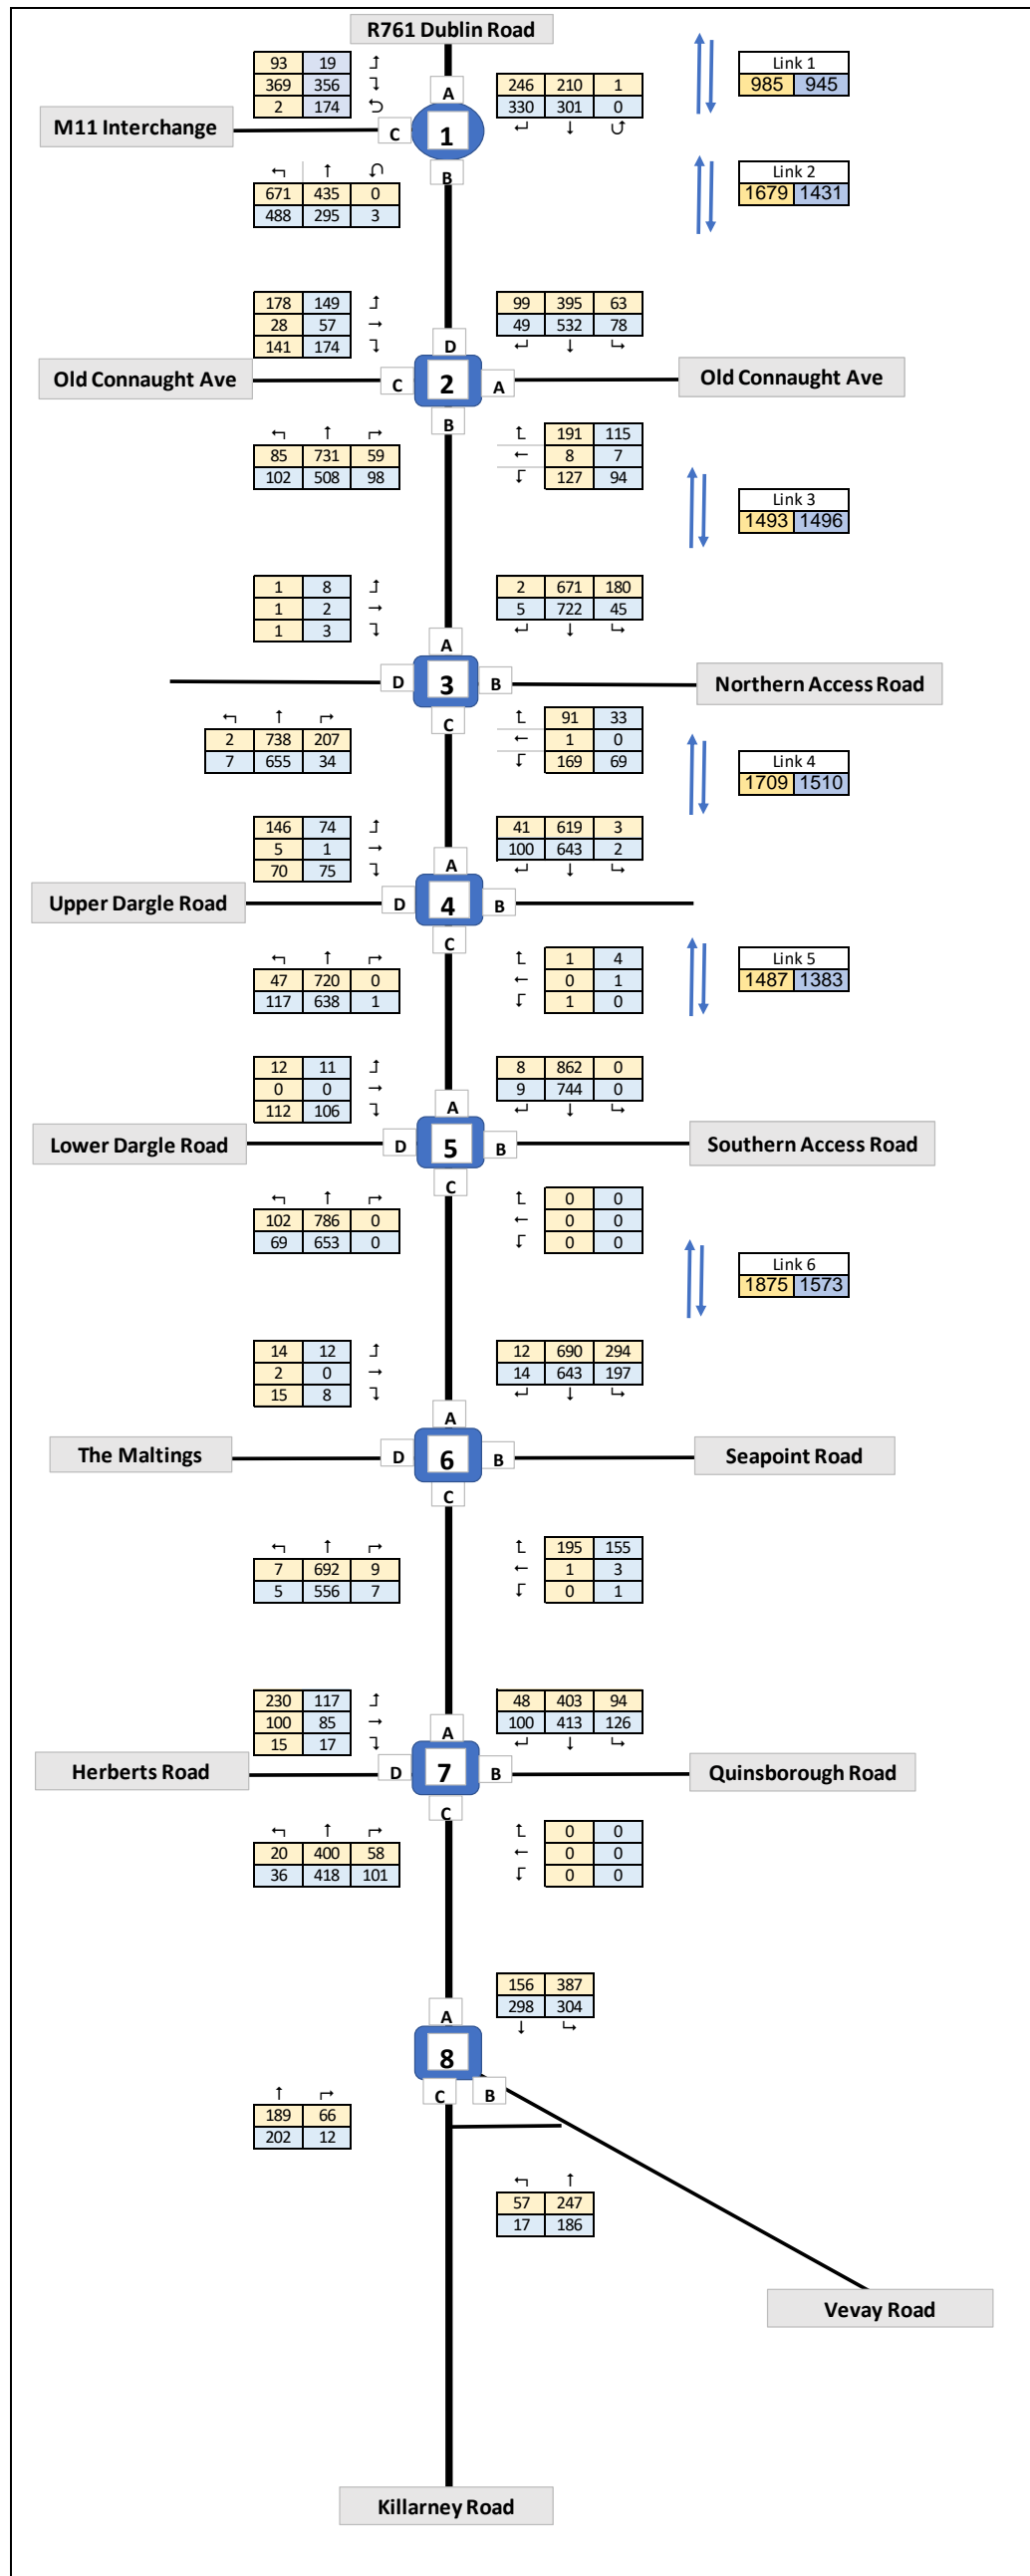 R761 Dublin Road
93 19
369 356
2 174
A
246 210 1
330 301 0
Link 1
985 945
M11 Interchange
C 1
B
671 435 0
488 295 3
Link 2
1679 1431
178 149
28 57
141 174
99 395 63
49 532 78
D
Old Connaught Ave
C 2 A
Old Connaught Ave
B
85 731 59
102 508 98
191 115
8 7
127 94
Link 3
1493 1496
1 8
1 2
1 3
2 671 180
5 722 45
A
D 3 B
Northern Access Road
C
2 738 207
7 655 34
91 33
1 0
169 69
Link 4
1709 1510
146 74
5 1
70 75
41 619 3
100 643 2
A
Upper Dargle Road
D 4 B
C
47 720 0
117 638 1
1 4
0 1
1 0
Link 5
1487 1383
12 11
0 0
112 106
8 862 0
9 744 0
A
Lower Dargle Road
D 5 B
Southern Access Road
C
102 786 0
69 653 0
0 0
0 0
0 0
Link 6
1875 1573
14 12
2 0
15 8
12 690 294
14 643 197
A
The Maltings
D 6 B
Seapoint Road
C
7 692 9
5 556 7
195 155
1 3
0 1
230 117
100 85
15 17
48 403 94
100 413 126
A
Herberts Road
D 7 B
Quinsborough Road
C
20 400 58
36 418 101
0 0
0 0
0 0
156 387
298 304
A
8
C B
189 66
202 12
57 247
17 186
Vevay Road
Killarney Road